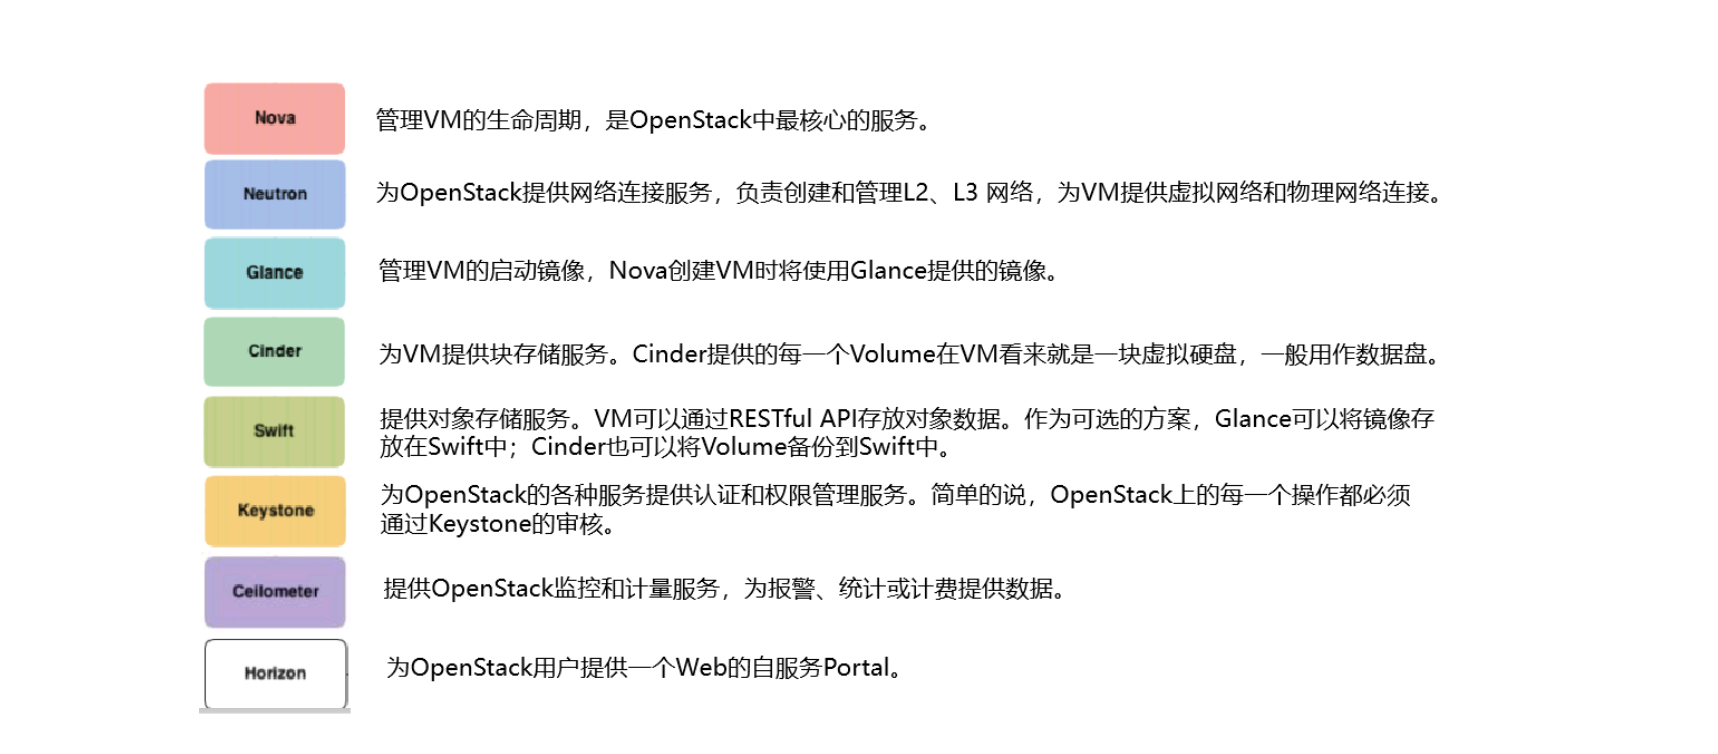 Nova
管理VM的生命周期，是OpenStack中最核心的服务。
Neutron
为OpenStack提供网络连接服务，负责创建和管理L2、L3 网络，为VM提供虚拟网络和物理网络连接。
Glance
管理VM的启动镜像，Nova创建VM时将使用Glance提供的镜像。
Cinder
为VM提供块存储服务。Cinder提供的每一个Volume在VM看来就是一块虚拟硬盘，一般用作数据盘。
Swift
提供对象存储服务。VM可以通过RESTful API存放对象数据。作为可选的方案，Glance可以将镜像存
放在Swift中；Cinder也可以将Volume备份到Swift中。
Keystone
为OpenStack的各种服务提供认证和权限管理服务。简单的说，OpenStack上的每一个操作都必须
通过Keystone的审核。
Ceilometer
提供OpenStack监控和计量服务，为报警、统计或计费提供数据。
Horizon
为OpenStack用户提供一个Web的自服务Portal。